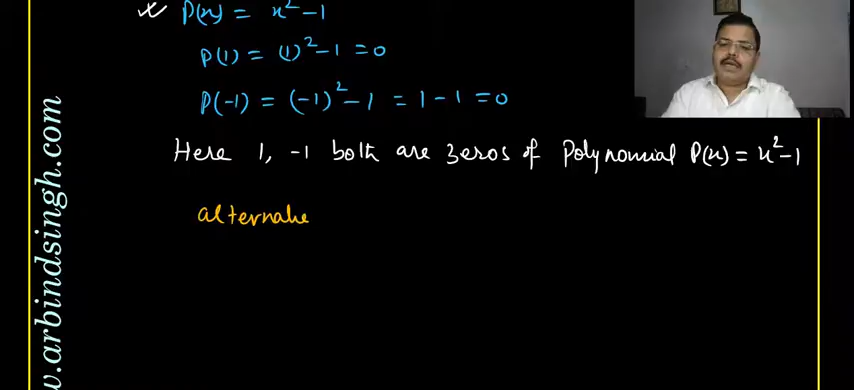 P(x) = x² - 1
P(1) = (1)² - 1 = 0
P(-1) = (-1)² - 1 = 1 - 1 = 0
Here 1, -1 both are zeros of Polynomial P(x) = x² - 1
alternate
w.arbindsingh.com